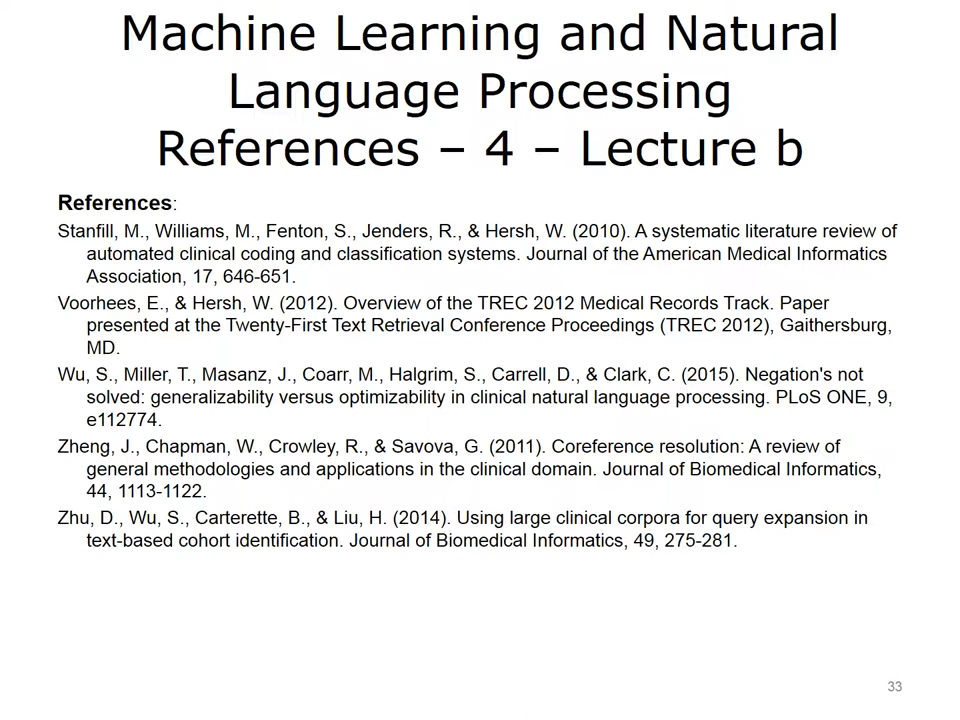 Machine Learning and Natural
Language Processing
References – 4 – Lecture b
References:
Stanfill, M., Williams, M., Fenton, S., Jenders, R., & Hersh, W. (2010). A systematic literature review of
automated clinical coding and classification systems. Journal of the American Medical Informatics
Association, 17, 646-651.
Voorhees, E., & Hersh, W. (2012). Overview of the TREC 2012 Medical Records Track. Paper
presented at the Twenty-First Text Retrieval Conference Proceedings (TREC 2012), Gaithersburg,
MD.
Wu, S., Miller, T., Masanz, J., Coarr, M., Halgrim, S., Carrell, D., & Clark, C. (2015). Negation's not
solved: generalizability versus optimizability in clinical natural language processing. PLoS ONE, 9,
e112774.
Zheng, J., Chapman, W., Crowley, R., & Savova, G. (2011). Coreference resolution: A review of
general methodologies and applications in the clinical domain. Journal of Biomedical Informatics,
44, 1113-1122.
Zhu, D., Wu, S., Carterette, B., & Liu, H. (2014). Using large clinical corpora for query expansion in
text-based cohort identification. Journal of Biomedical Informatics, 49, 275-281.
33